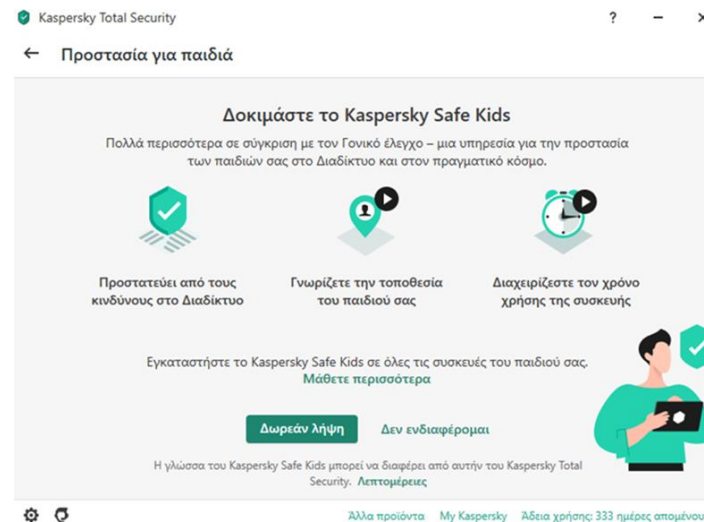 Kaspersky Total Security
?
Προστασία για παιδιά
Δοκιμάστε το Kaspersky Safe Kids
Πολλά περισσότερα σε σύγκριση με τον Γονικό έλεγχο – μια υπηρεσία για την προστασία
των παιδιών σας στο Διαδίκτυο και στον πραγματικό κόσμο.
Προστατεύει από τους
κινδύνους στο Διαδίκτυο
Γνωρίζετε την τοποθεσία
του παιδιού σας
Διαχειρίζεστε τον χρόνο
χρήσης της συσκευής
Εγκαταστήστε το Kaspersky Safe Kids σε όλες τις συσκευές του παιδιού σας.
Μάθετε περισσότερα
Δωρεάν λήψη
Δεν ενδιαφέρομαι
Η γλώσσα του Kaspersky Safe Kids μπορεί να διαφέρει από αυτήν του Kaspersky Total
Security. Λεπτομέρειες
Άλλα προϊόντα My Kaspersky Άδεια χρήσης: 333 ημέρες απομένου